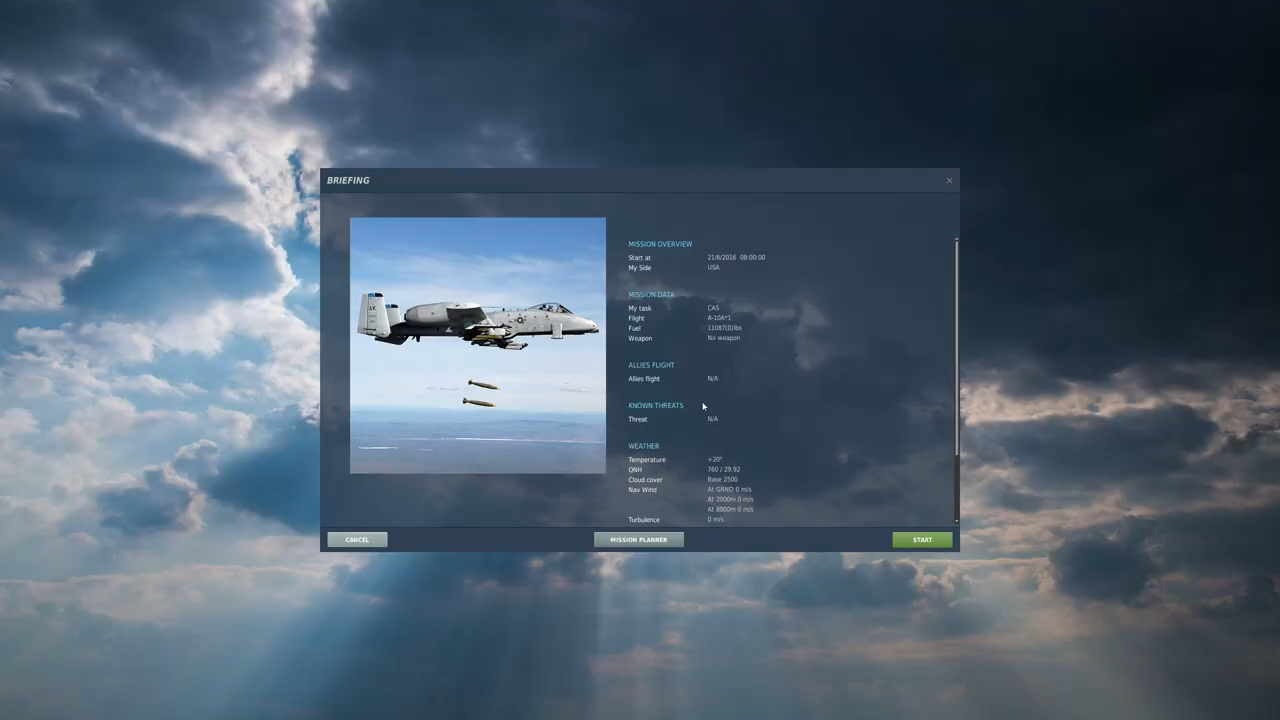 BRIEFING
MISSION OVERVIEW
Start at 21/6/2016 08:00:00
My Side USA
MISSION DATA
My task CAS
Flight A-10A*1
Fuel 11087(0)lbs
Weapon No weapon
ALLIES FLIGHT
Allies flight N/A
KNOWN THREATS
Threat N/A
WEATHER
Temperature +20°
QNH 760 / 29.92
Cloud cover Base 2500
Nav Wind At GRND 0 m/s
At 2000m 0 m/s
At 8000m 0 m/s
Turbulence 0 m/s
CANCEL MISSION PLANNER START